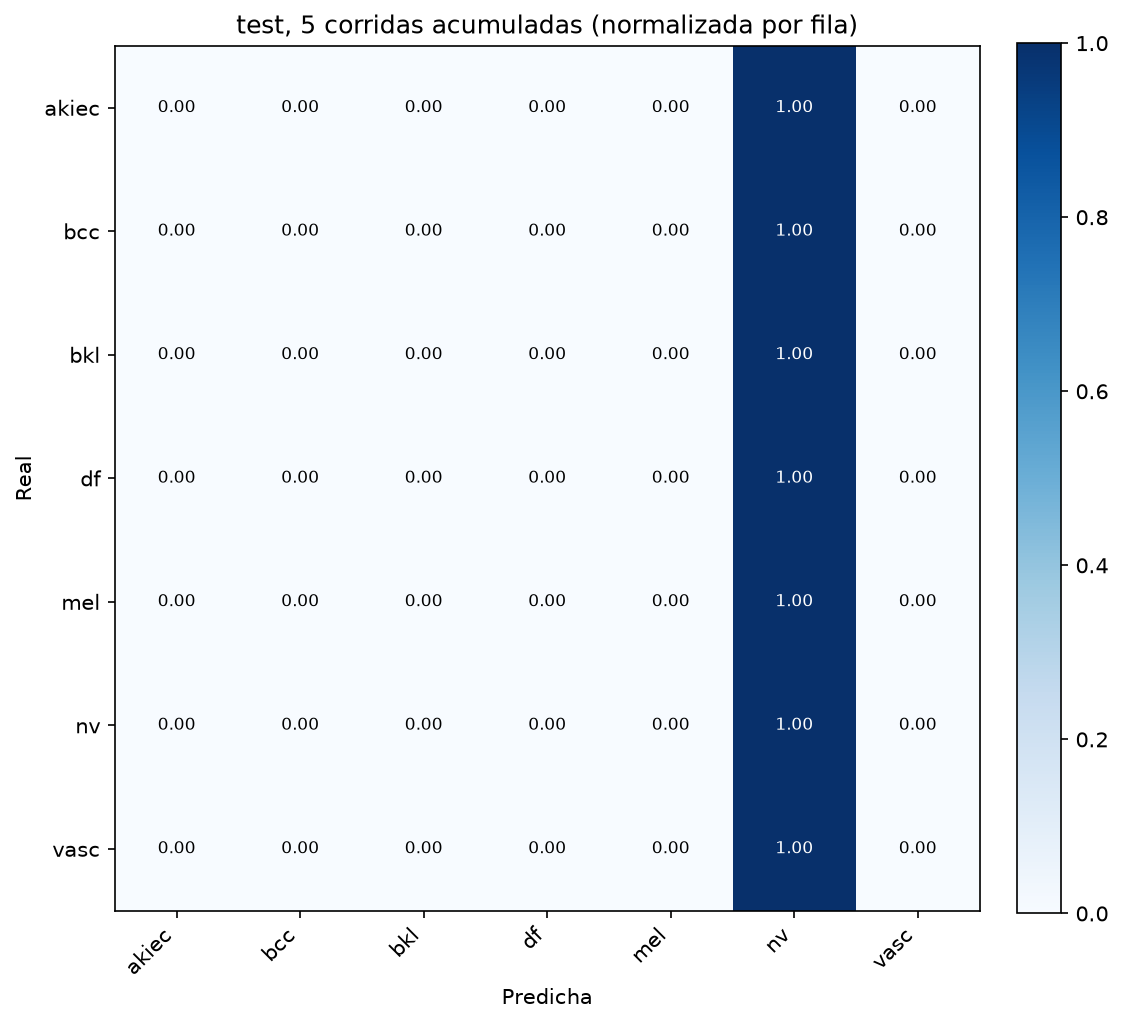 test, 5 corridas acumuladas (normalizada por fila)
1.0
akiec 0.00 0.00 0.00 0.00 0.00 1.00 0.00
0.8
bcc 0.00 0.00 0.00 0.00 0.00 1.00 0.00
bkl 0.00 0.00 0.00 0.00 0.00 1.00 0.00
0.6
Real
df 0.00 0.00 0.00 0.00 0.00 1.00 0.00
0.4
mel 0.00 0.00 0.00 0.00 0.00 1.00 0.00
nv 0.00 0.00 0.00 0.00 0.00 1.00 0.00
0.2
vasc 0.00 0.00 0.00 0.00 0.00 1.00 0.00
0.0
akiec bcc bkl df mel nv vasc
Predicha